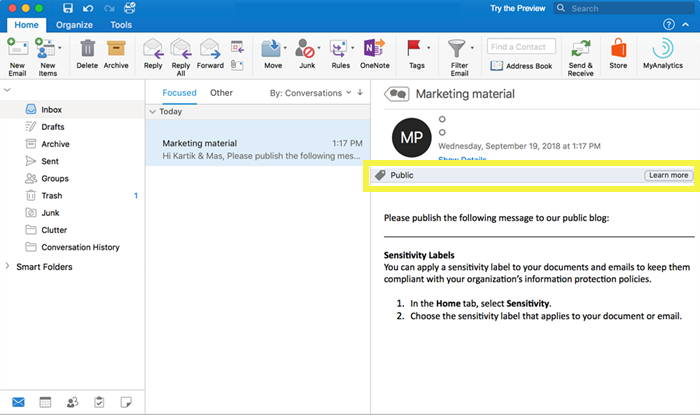 Try the Preview
Search
Home Organize Tools
New Email
New Items
Delete
Archive
Reply
Reply All
Forward
Move
Junk
Rules
OneNote
Tags
Filter Email
Find a Contact
Address Book
Send & Receive
Store
MyAnalytics
Inbox
Drafts
Archive
Sent
Groups
Trash 1
Junk
Clutter
Conversation History
Smart Folders
Focused Other By: Conversations
Today
Marketing material 1:17 PM
Hi Kartik & Mas, Please publish the following mes...
Marketing material
MP
Wednesday, September 19, 2018 at 1:17 PM
Show Details
Public Learn more
Please publish the following message to our public blog:
Sensitivity Labels
You can apply a sensitivity label to your documents and emails to keep them
compliant with your organization's information protection policies.
1. In the Home tab, select Sensitivity.
2. Choose the sensitivity label that applies to your document or email.